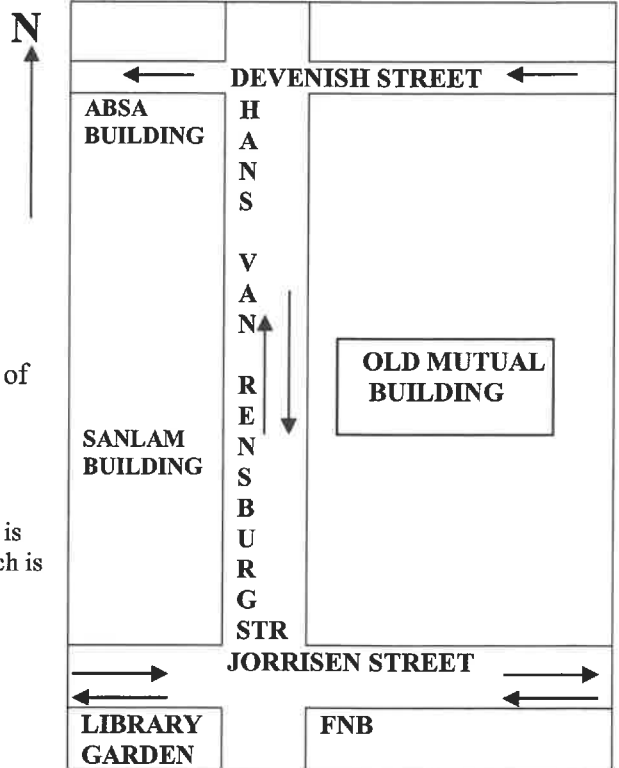 N
DEVENISH STREET
ABSA
BUILDING
H
A
N
S
V
A
N
R
E
N
S
B
U
R
G
STR
OLD MUTUAL
BUILDING
of
SANLAM
BUILDING
is
ch is
JORRISEN STREET
LIBRARY
GARDEN
FNB